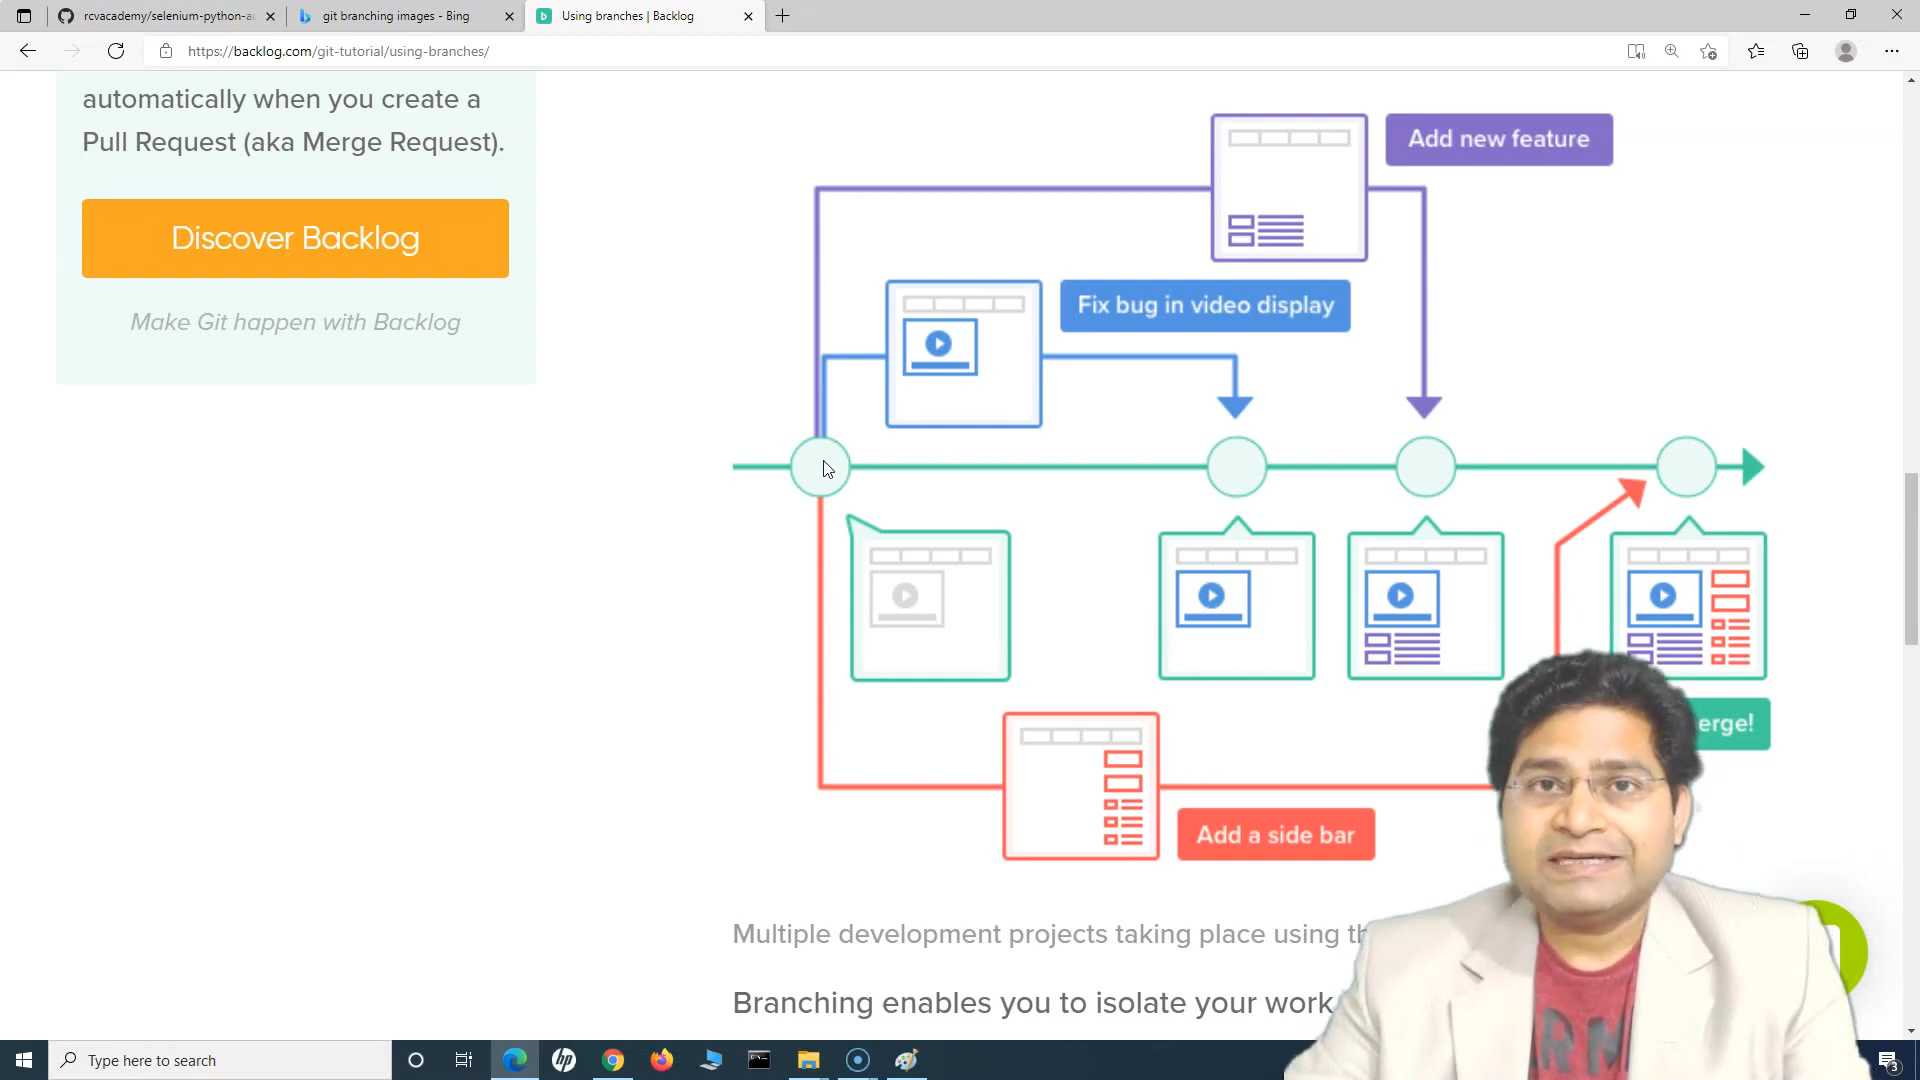 rcvacademy/selenium-python-a
git branching images - Bing
Using branches | Backlog
https://backlog.com/git-tutorial/using-branches/
automatically when you create a
Pull Request (aka Merge Request).
Discover Backlog
Make Git happen with Backlog
Add new feature
Fix bug in video display
erge!
Add a side bar
Multiple development projects taking place using th
Branching enables you to isolate your work
Type here to search
hp
3